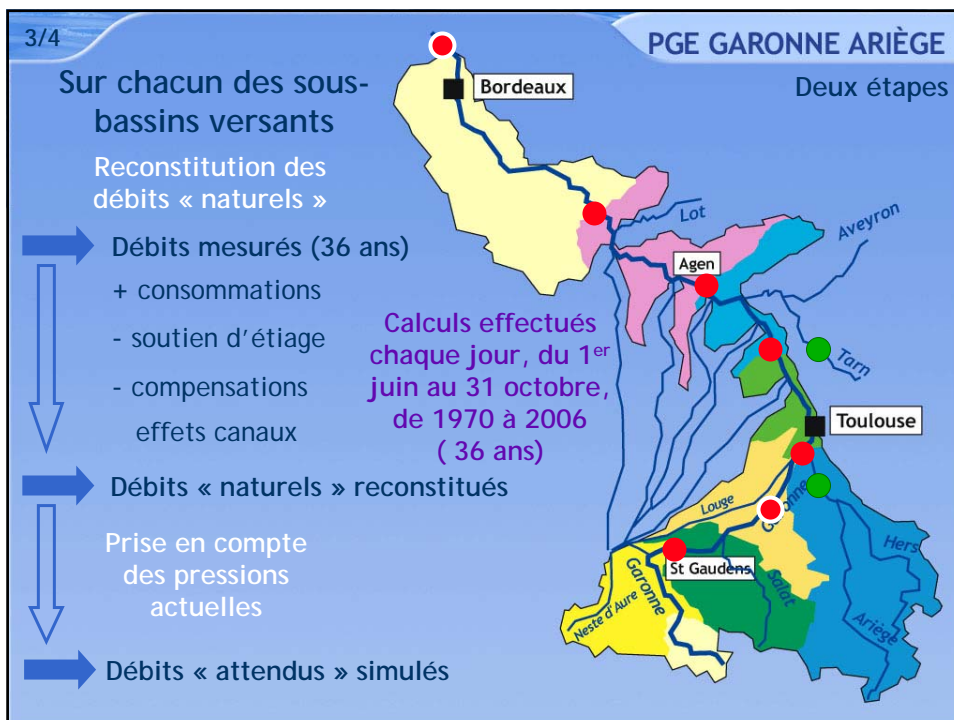 3/4
PGE GARONNE ARIÈGE
Deux étapes
Sur chacun des sous-
bassins versants
Reconstitution des
débits « naturels »
Débits mesurés (36 ans)
+ consommations
- soutien d'étiage
- compensations
effets canaux
Débits « naturels » reconstitués
Prise en compte
des pressions
actuelles
Débits « attendus » simulés
Calculs effectués
chaque jour, du 1er
juin au 31 octobre,
de 1970 à 2006
( 36 ans)
Bordeaux
Lot
Aveyron
Agen
Tarn
Toulouse
Louge
Garonne
Hers
St Gaudens
Salat
Garonne
Neste d'Aure
Ariège